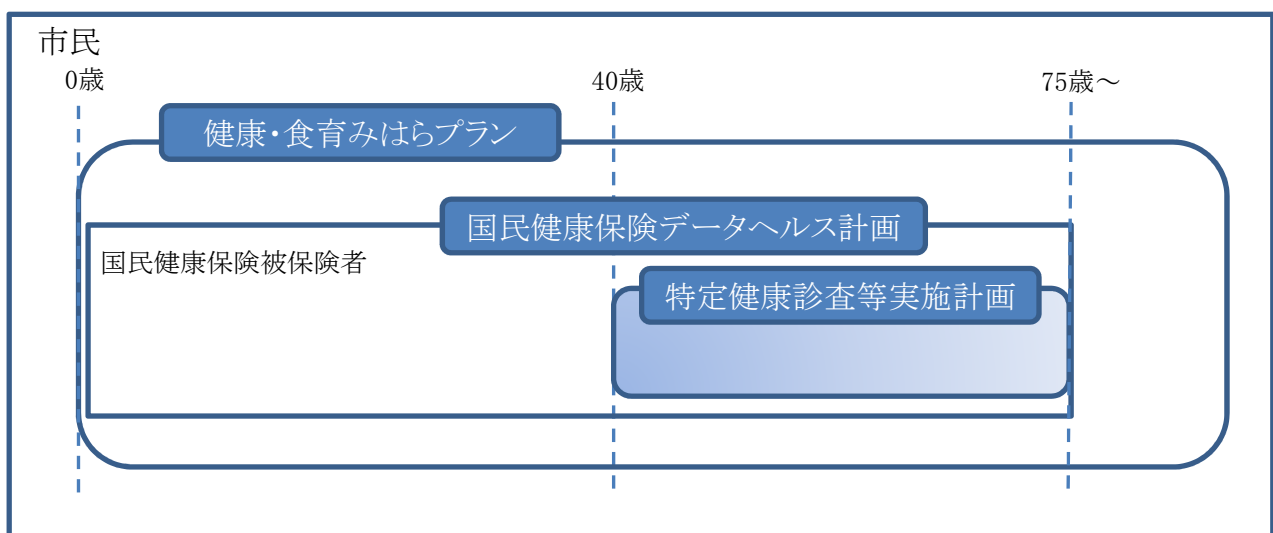 市民
0歳
40歳
75歳～
健康・食育みはらプラン
国民健康保険データヘルス計画
国民健康保険被保険者
特定健康診査等実施計画